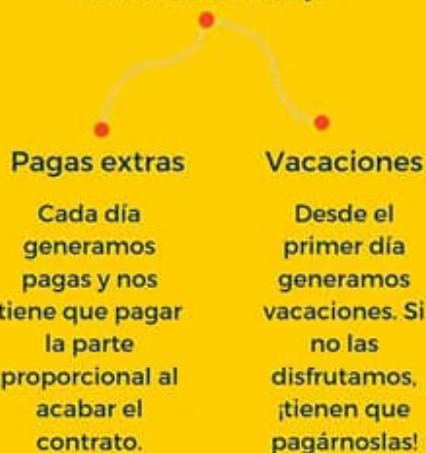 Pagas extras
Cada día
generamos
pagas y nos
tiene que pagar
la parte
proporcional al
acabar el
contrato.
Vacaciones
Desde el
primer día
generamos
vacaciones. Si
no las
disfrutamos,
¡tienen que
pagárnoslas!